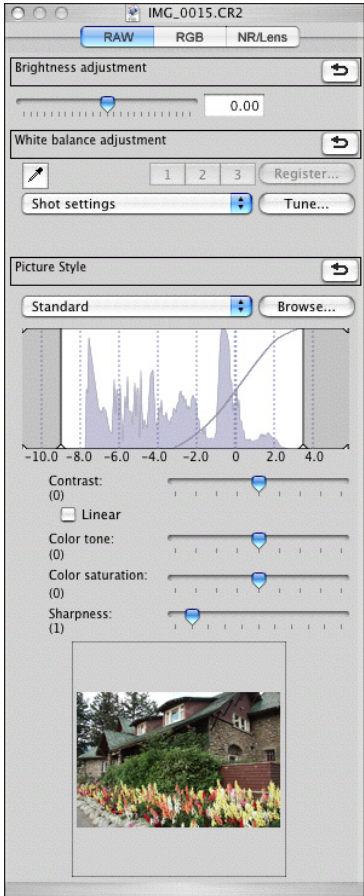 IMG_0015.CR2
RAW RGB NR/Lens
Brightness adjustment
0.00
White balance adjustment
1 2 3 Register...
Shot settings Tune...
Picture Style
Standard Browse...
-10.0 -8.0 -6.0 -4.0 -2.0 0 2.0 4.0
Contrast:
(0)
Linear
Color tone:
(0)
Color saturation:
(0)
Sharpness:
(1)